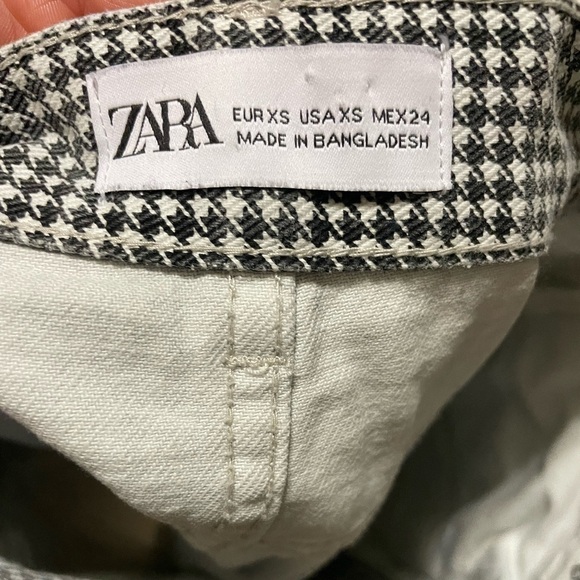 ZARA
EUR XS USA XS MEX 24
MADE IN BANGLADESH